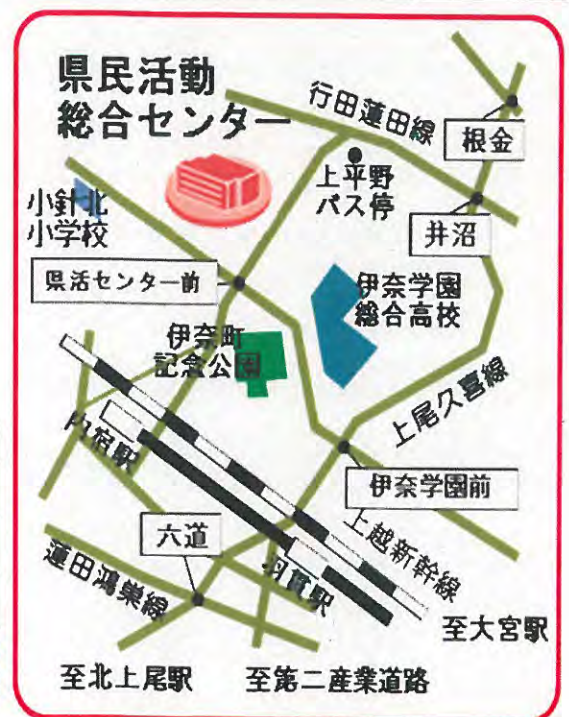 県民活動
総合センター
行田蓮田線
根金
上平野
バス停
小針北
小学校
井沼
県活センター前
伊奈学園
総合高校
伊奈町
記念公園
上尾久喜線
内宿駅
伊奈学園前
六道
上越新幹線
羽貫駅
蓮田鴻巣線
至大宮駅
至北上尾駅
至第二産業道路